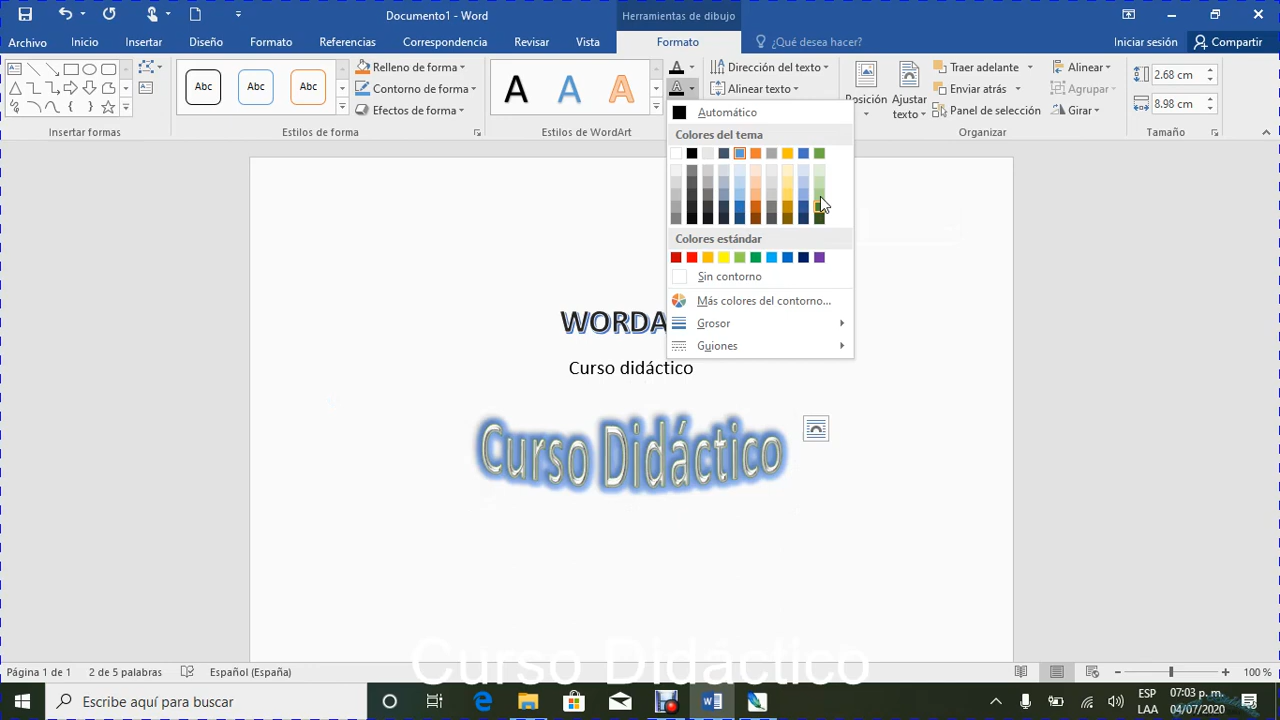 Documento1 - Word
Herramientas de dibujo
Archivo
Inicio
Insertar
Diseño
Formato
Referencias
Correspondencia
Revisar
Vista
Formato
¿Qué desea hacer?
Iniciar sesión
Compartir
Abc
Abc
Abc
Relleno de forma
Contorno de forma
Efectos de forma
A
A
A
A
A
Dirección del texto
Alinear texto
Posición
Ajustar
texto
Traer adelante
Enviar atrás
Panel de selección
Alinear
Agrupar
Girar
2.68 cm
8.98 cm
Insertar formas
Estilos de forma
Estilos de WordArt
Organizar
Tamaño
Automático
Colores del tema
Colores estándar
Sin contorno
Más colores del contorno...
Grosor
Guiones
WORDA
Curso didáctico
Curso Didáctico
Curso Didáctico
Página 1 de 1
2 de 5 palabras
Español (España)
100 %
Escribe aquí para buscar
ESP
LAA
07:03 p. m.
04/07/2020